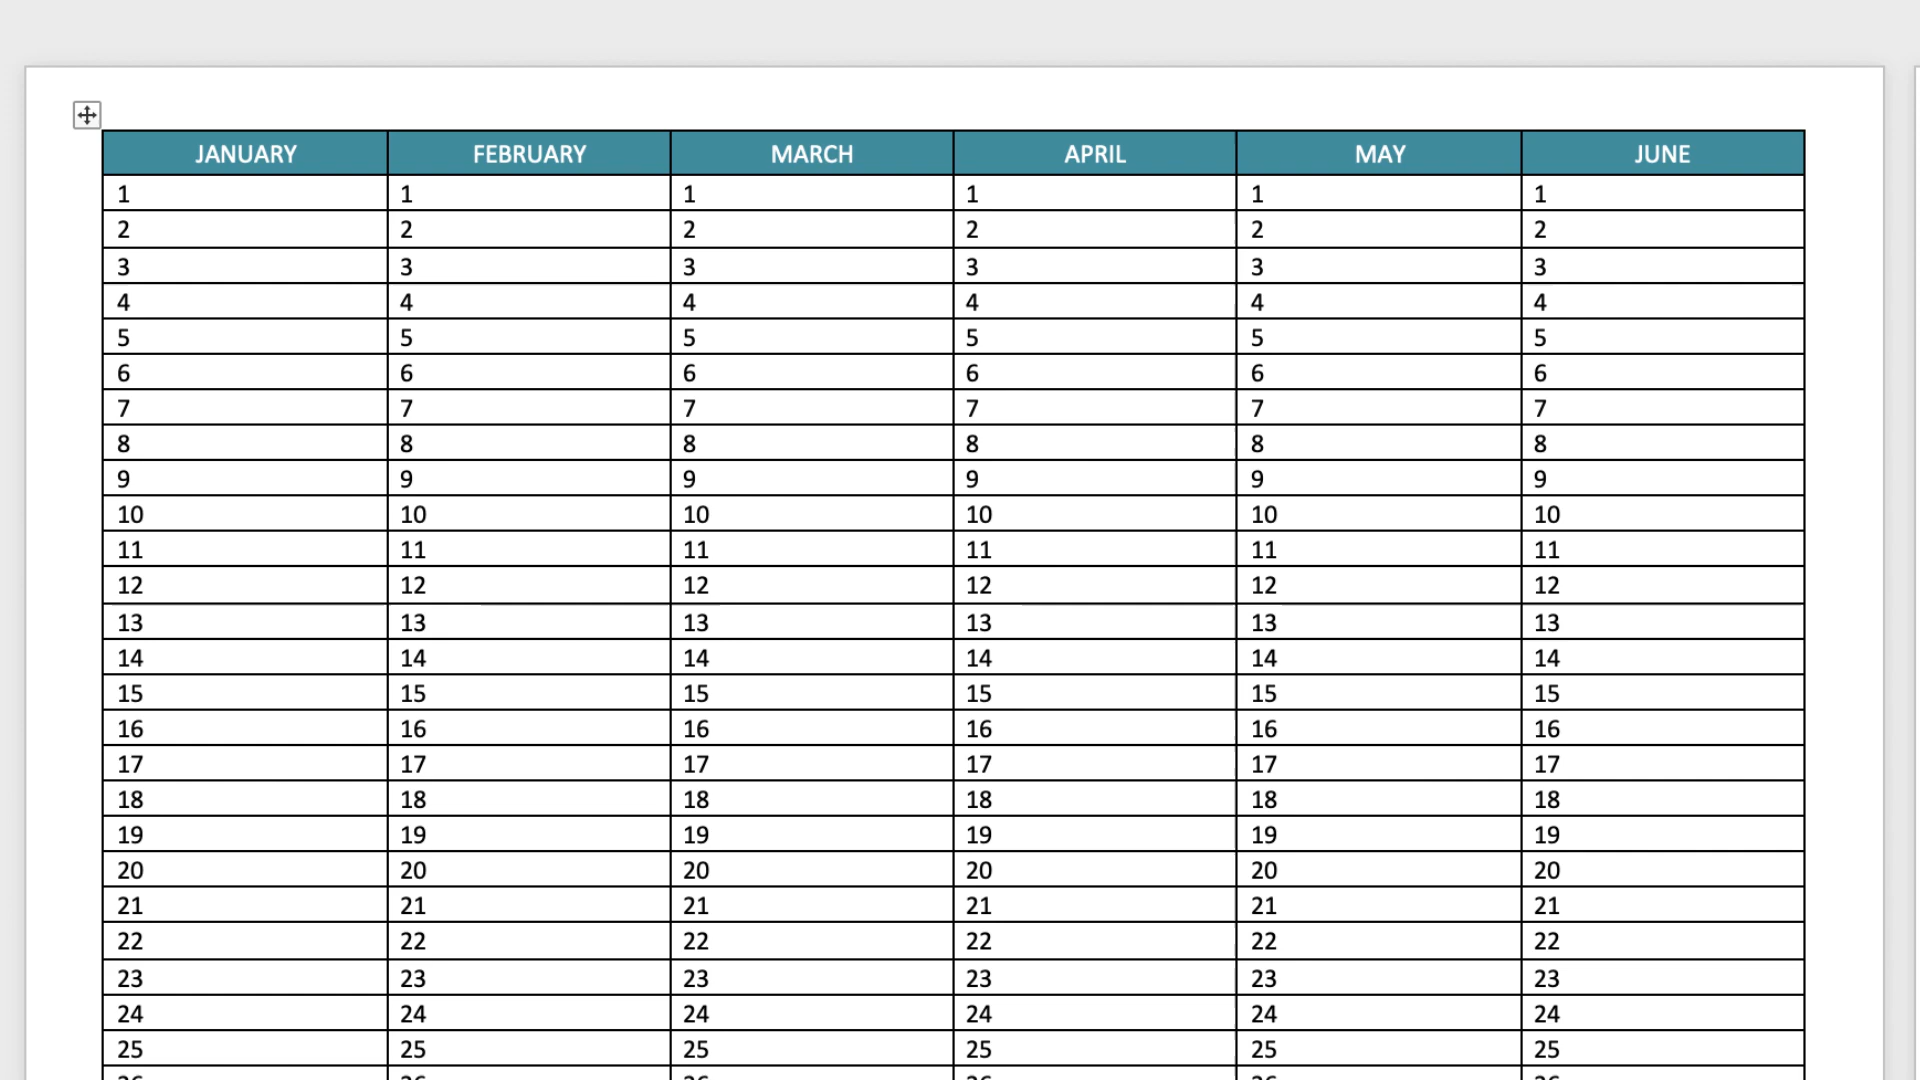 JANUARY FEBRUARY MARCH APRIL MAY JUNE
1 1 1 1 1 1
2 2 2 2 2 2
3 3 3 3 3 3
4 4 4 4 4 4
5 5 5 5 5 5
6 6 6 6 6 6
7 7 7 7 7 7
8 8 8 8 8 8
9 9 9 9 9 9
10 10 10 10 10 10
11 11 11 11 11 11
12 12 12 12 12 12
13 13 13 13 13 13
14 14 14 14 14 14
15 15 15 15 15 15
16 16 16 16 16 16
17 17 17 17 17 17
18 18 18 18 18 18
19 19 19 19 19 19
20 20 20 20 20 20
21 21 21 21 21 21
22 22 22 22 22 22
23 23 23 23 23 23
24 24 24 24 24 24
25 25 25 25 25 25